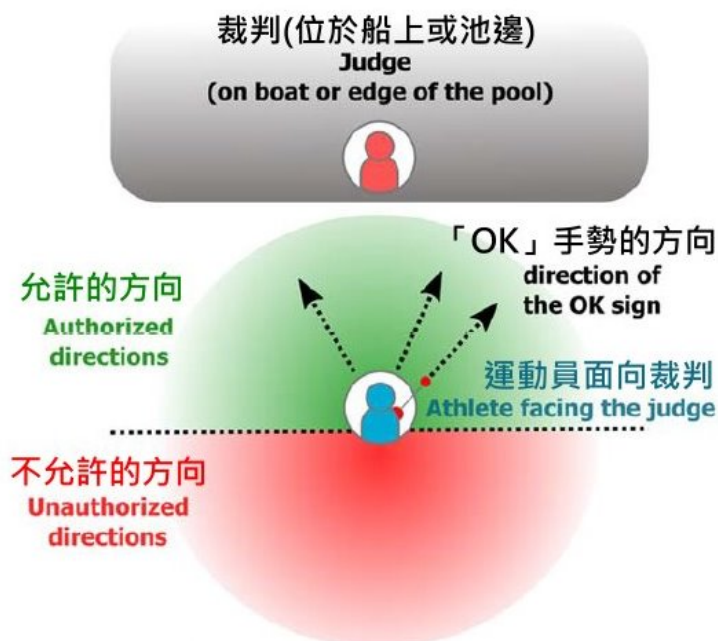 裁判(位於船上或池邊)
Judge
(on boat or edge of the pool)
「OK」手勢的方向
direction of
the OK sign
允許的方向
Authorized
directions
運動員面向裁判
Athlete facing the judge
不允許的方向
Unauthorized
directions